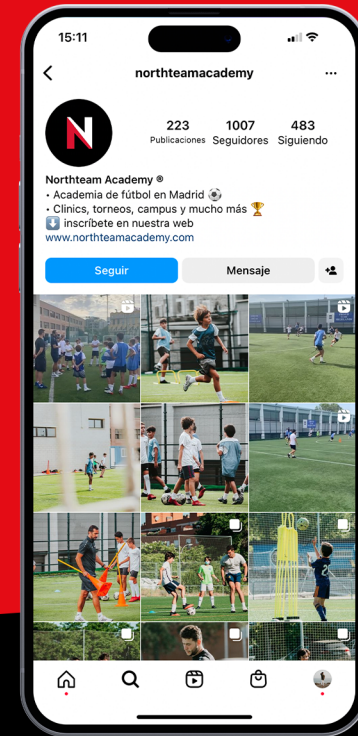 15:11
northteamacademy
N
223 1007 483
Publicaciones Seguidores Siguiendo
Northteam Academy ®
• Academia de fútbol en Madrid ⚽
• Clinics, torneos, campus y mucho más 🏆
⬇️ inscríbete en nuestra web
www.northteamacademy.com
Seguir Mensaje